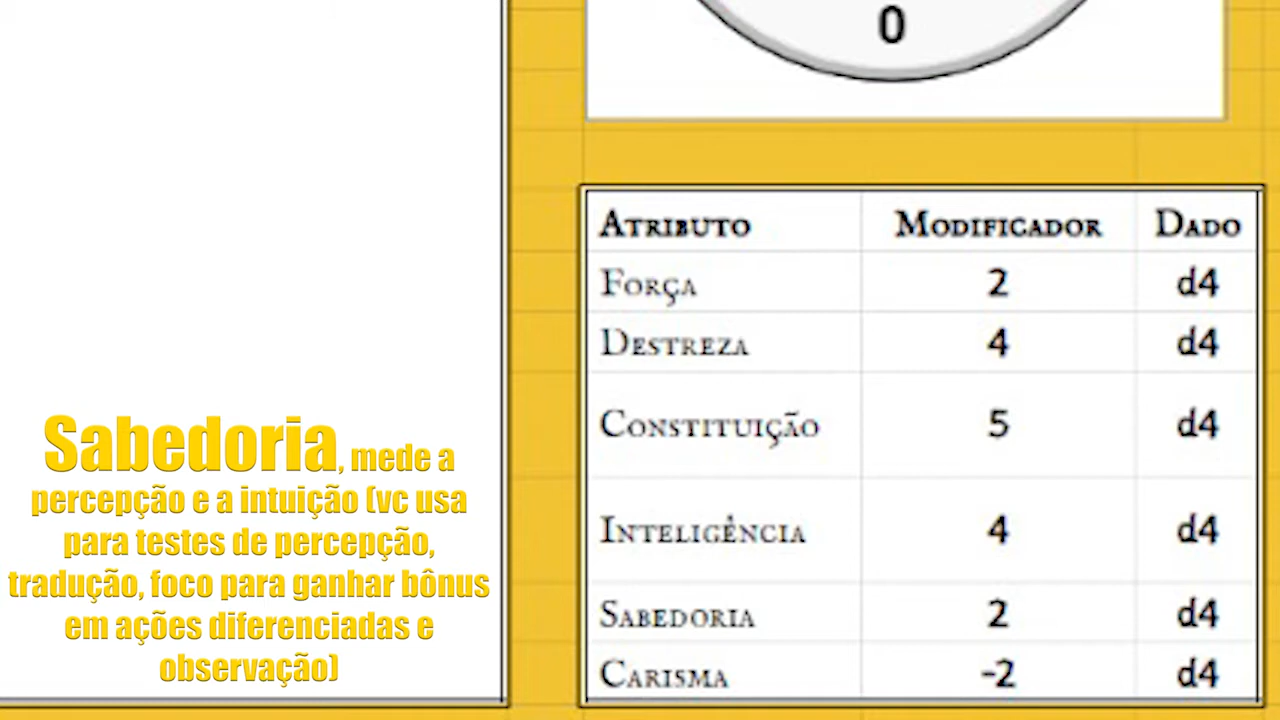 0
Atributo Modificador Dado
Força 2 d4
Destreza 4 d4
Constituição 5 d4
Inteligência 4 d4
Sabedoria 2 d4
Carisma -2 d4
Sabedoria, mede a
percepção e a intuição (vc usa
para testes de percepção,
tradução, foco para ganhar bônus
em ações diferenciadas e
observação)